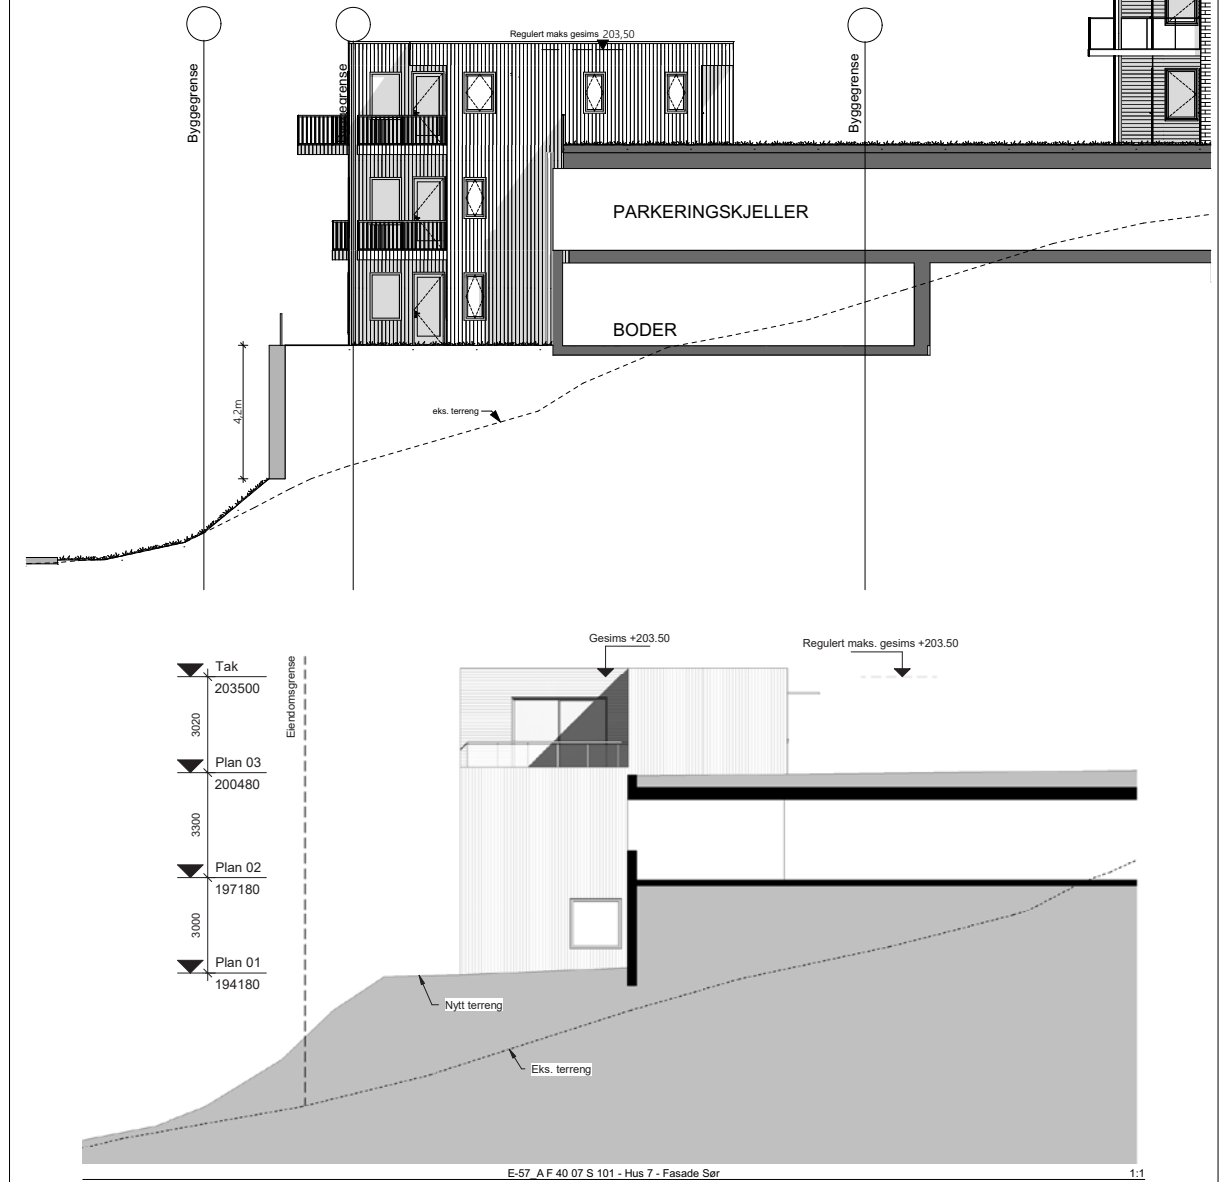 Regulert maks gesims 203,50
Byggegrense
egrense
Byggegrense
PARKERINGSKJELLER
BODER
4,2m
eks. terreng
Gesims +203.50
Regulert maks. gesims +203.50
Eiendomsgrense
Tak
203500
3020
Plan 03
200480
3300
Plan 02
197180
3000
Plan 01
194180
Nytt terreng
Eks. terreng
E-57_A F 40 07 S 101 - Hus 7 - Fasade Sør
1:1